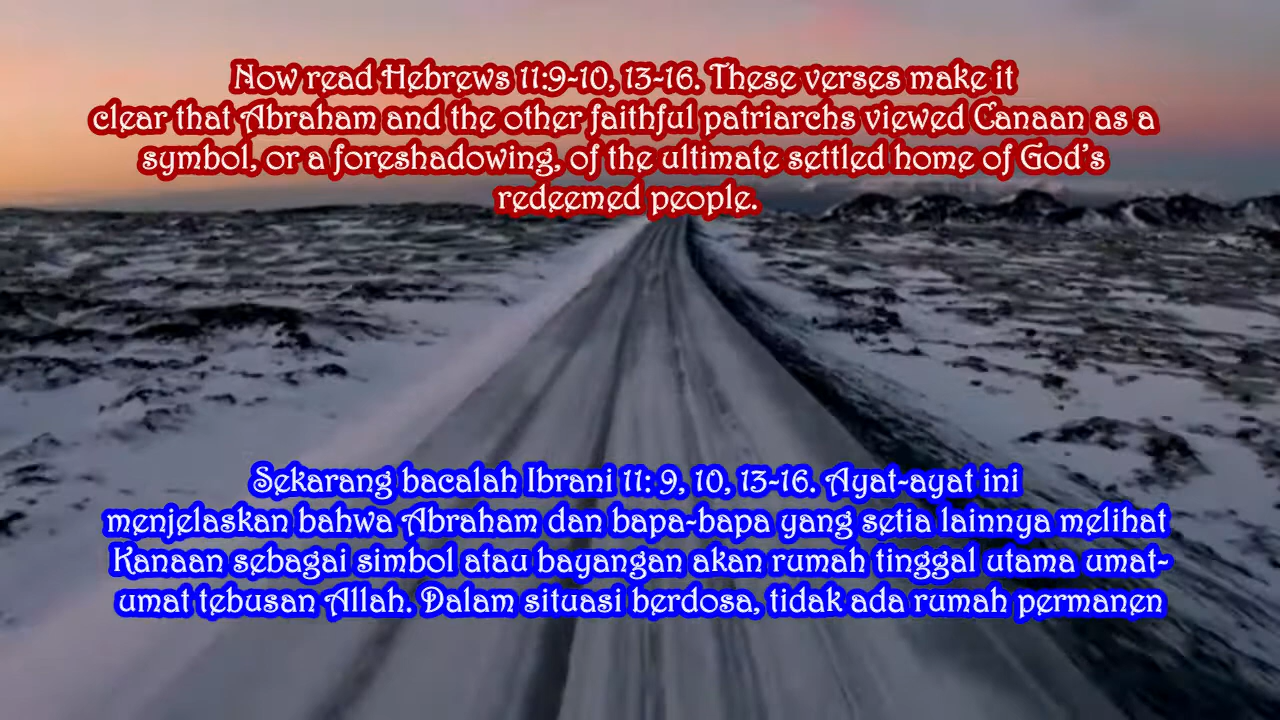 Now read Hebrews 11:9-10, 13-16. These verses make it
clear that Abraham and the other faithful patriarchs viewed Canaan as a
symbol, or a foreshadowing, of the ultimate settled home of God’s
redeemed people.
Sekarang bacalah Ibrani 11: 9, 10, 13-16. Ayat-ayat ini
menjelaskan bahwa Abraham dan bapa-bapa yang setia lainnya melihat
Kanaan sebagai simbol atau bayangan akan rumah tinggal utama umat-
umat tebusan Allah. Dalam situasi berdosa, tidak ada rumah permanen